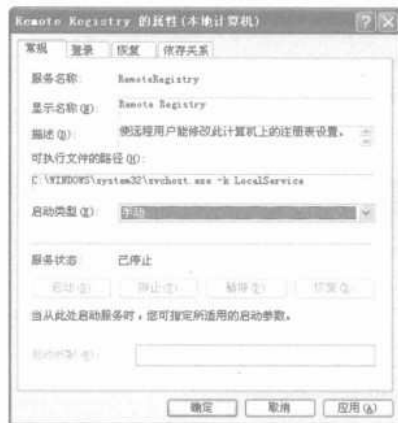 Remote Registry 的属性(本地计算机)
常规 登录 恢复 依存关系
服务名称: RemoteRegistry
显示名称(N): Remote Registry
描述(D): 使远程用户能修改此计算机上的注册表设置。
可执行文件的路径(H):
C:\WINDOWS\system32\svchost.exe -k LocalService
启动类型(E): 手动
服务状态: 已停止
启动(S) 停止(T) 暂停(P) 恢复(R)
当从此处启动服务时，您可指定所适用的启动参数。
启动参数(M):
确定 取消 应用(A)